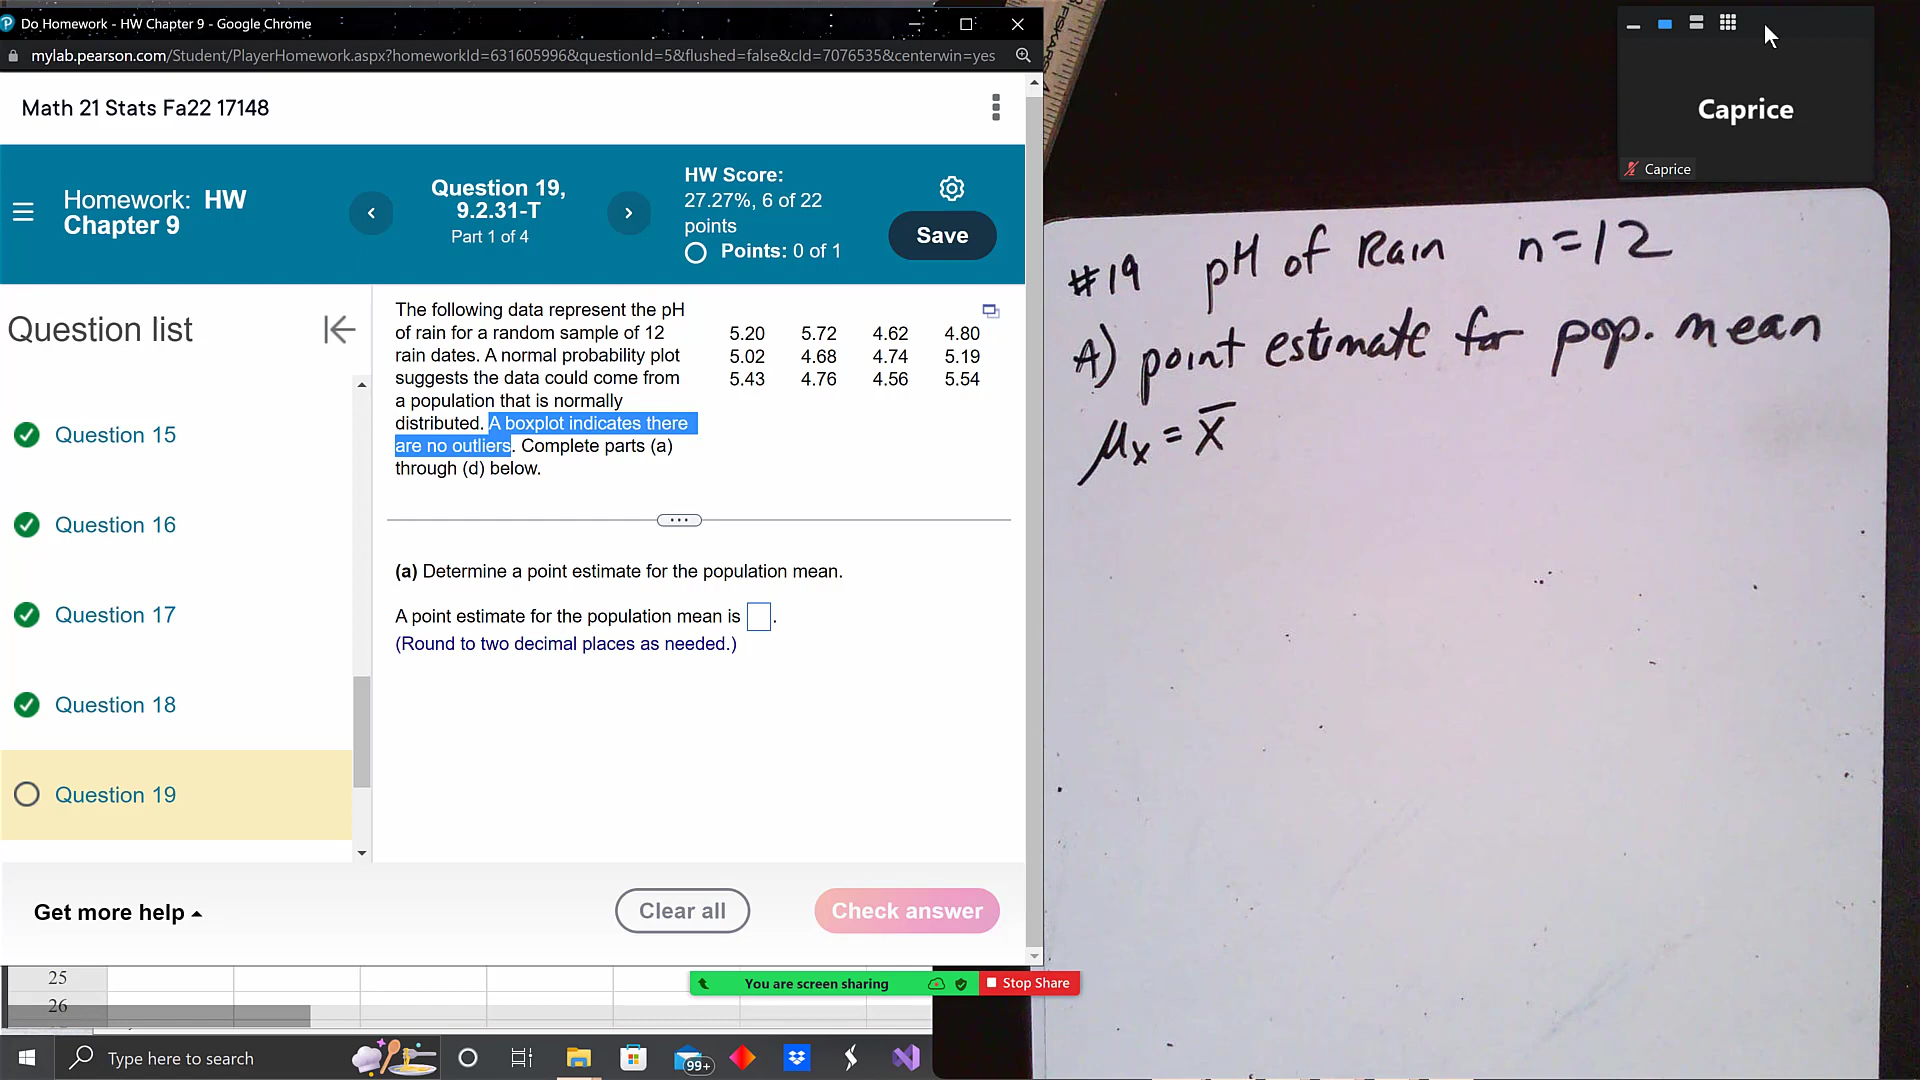 Do Homework - HW Chapter 9 - Google Chrome
mylab.pearson.com/Student/PlayerHomework.aspx?homeworkId=631605996&questionId=5&flushed=false&cId=7076535&centerwin=yes
Math 21 Stats Fa22 17148
Homework: HW
Chapter 9
Question 19,
9.2.31-T
Part 1 of 4
HW Score:
27.27%, 6 of 22
points
Points: 0 of 1
Save
Question list
Question 15
Question 16
Question 17
Question 18
Question 19
The following data represent the pH
of rain for a random sample of 12
rain dates. A normal probability plot
suggests the data could come from
a population that is normally
distributed. A boxplot indicates there
are no outliers. Complete parts (a)
through (d) below.
5.20 5.72 4.62 4.80
5.02 4.68 4.74 5.19
5.43 4.76 4.56 5.54
(a) Determine a point estimate for the population mean.
A point estimate for the population mean is .
(Round to two decimal places as needed.)
Get more help
Clear all
Check answer
25
26
You are screen sharing
Stop Share
Type here to search
99+
FISKARS
Caprice
Caprice
#19 pH of Rain n=12
A) point estimate for pop. mean
μx = x̅